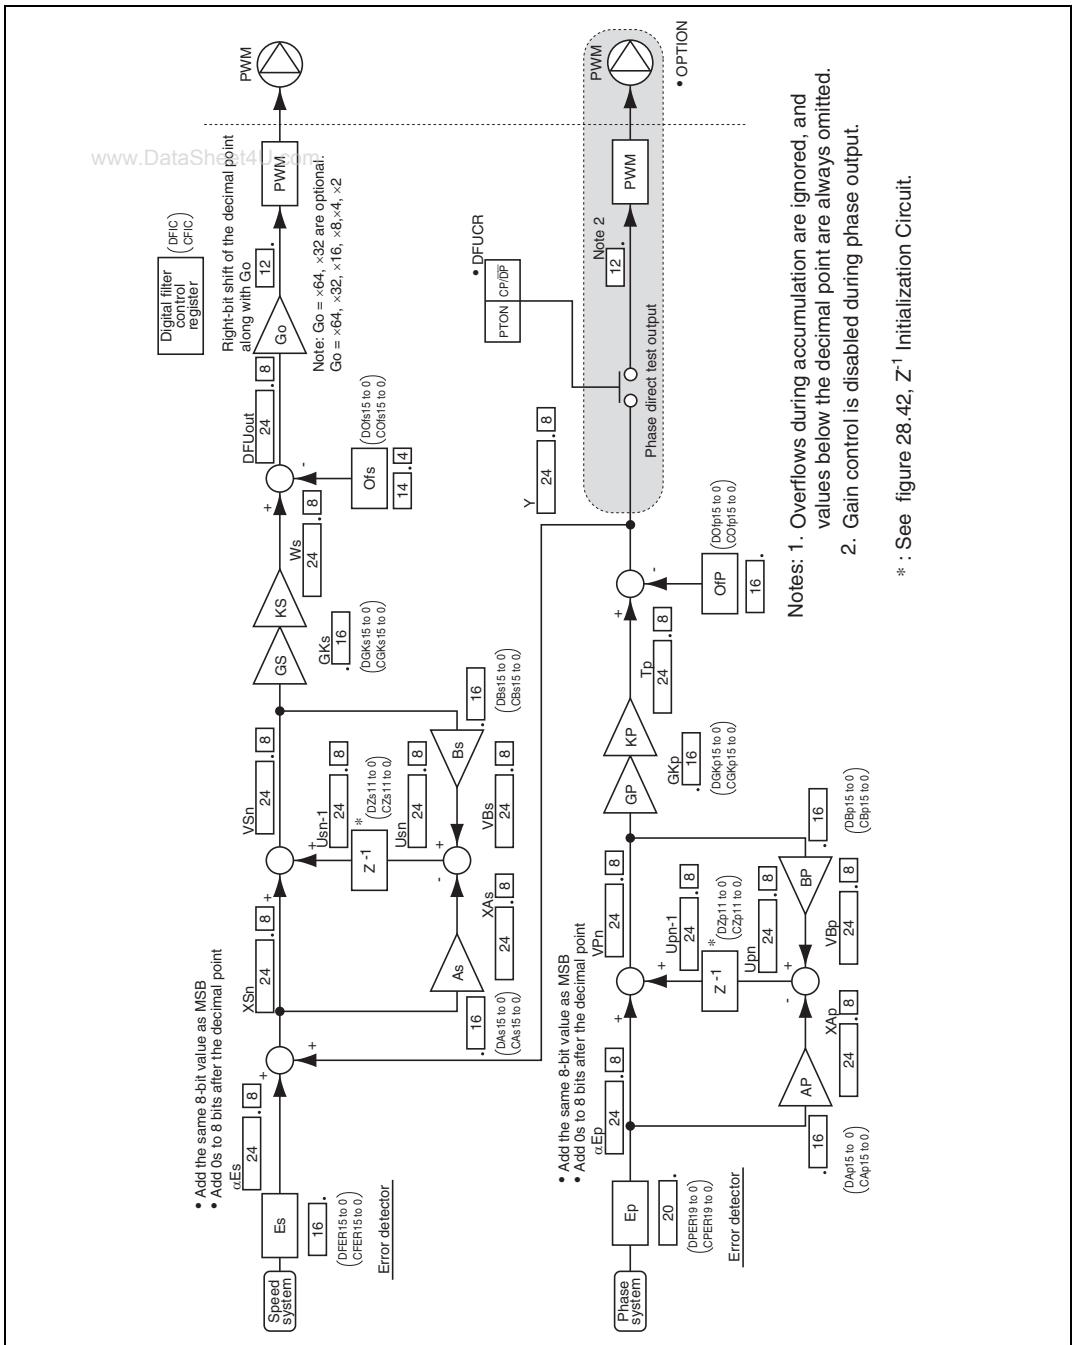 www.DataSheet4U.com
Speed
system
Es
16 .
(DFER15 to 0)
(CFER15 to 0)
Error detector
• Add the same 8-bit value as MSB
• Add 0s to 8 bits after the decimal point
αEs
24 . 8
+
+
XSn
24 . 8
As
. 16
(DAs15 to 0)
(CAs15 to 0)
XAs
24 . 8
+
+
-
+
Z -1
*
(DZs11 to 0)
(CZs11 to 0)
Usn-1
24 . 8
Usn
24 . 8
VSn
24 . 8
VBs
24 . 8
Bs
. 16
(DBs15 to 0)
(CBs15 to 0)
GS
KS
GKs
. 16
(DGKs15 to 0)
(CGKs15 to 0)
Ws
24 . 8
+
-
Ofs
14 . 4
(DOfs15 to 0)
(COfs15 to 0)
DFUout
24 . 8
Go
12 .
Right-bit shift of the decimal point
along with Go
Note: Go = ×64, ×32 are optional.
Go = ×64, ×32, ×16, ×8,×4, ×2
Digital filter
control
register
(DFIC)
(CFIC)
PWM
PWM
Phase
system
Ep
20 .
(DPER19 to 0)
(CPER19 to 0)
Error detector
• Add the same 8-bit value as MSB
• Add 0s to 8 bits after the decimal point
αEp
24 . 8
AP
. 16
(DAp15 to 0)
(CAp15 to 0)
XAp
24 . 8
+
+
-
+
Z -1
*
(DZp11 to 0)
(CZp11 to 0)
Upn-1
24 . 8
Upn
24 . 8
VPn
24 . 8
VBp
24 . 8
BP
. 16
(DBp15 to 0)
(CBp15 to 0)
GP
KP
GKp
. 16
(DGKp15 to 0)
(CGKp15 to 0)
Tp
24 . 8
+
-
OfP
16 .
(DOfp15 to 0)
(COfp15 to 0)
Y
24 . 8
Phase direct test output
• DFUCR
PTON CP/DP
Note 2
12 .
PWM
PWM
• OPTION
Notes: 1. Overflows during accumulation are ignored, and
values below the decimal point are always omitted.
2. Gain control is disabled during phase output.
* : See figure 28.42, Z-1 Initialization Circuit.